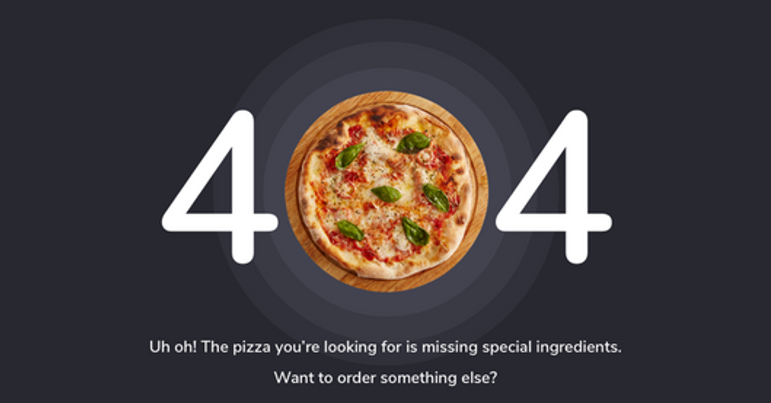 404
Uh oh! The pizza you're looking for is missing special ingredients.
Want to order something else?